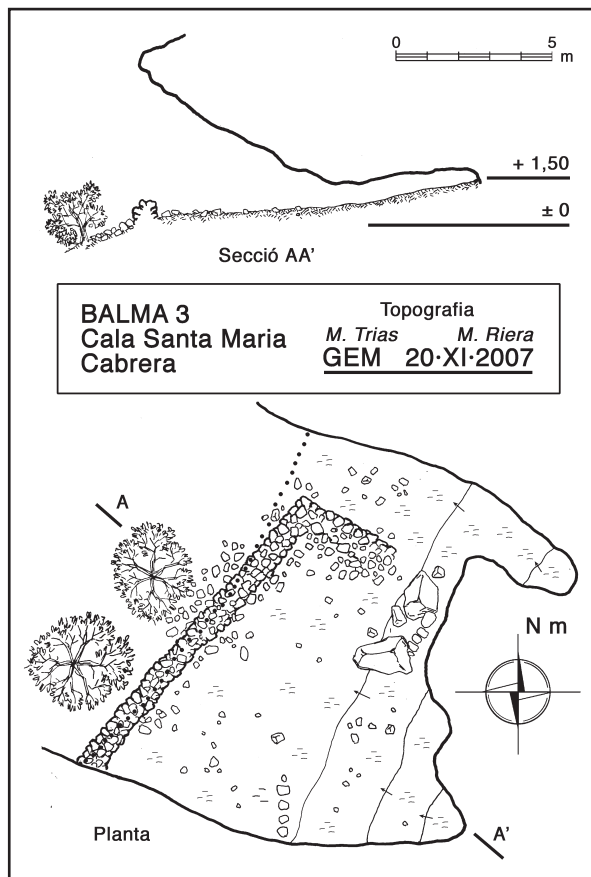 0 5
m
+ 1,50
± 0
Secció AA’
BALMA 3
Cala Santa Maria
Cabrera
Topografia
M. Trias M. Riera
GEM 20·XI·2007
A
N m
Planta
A’